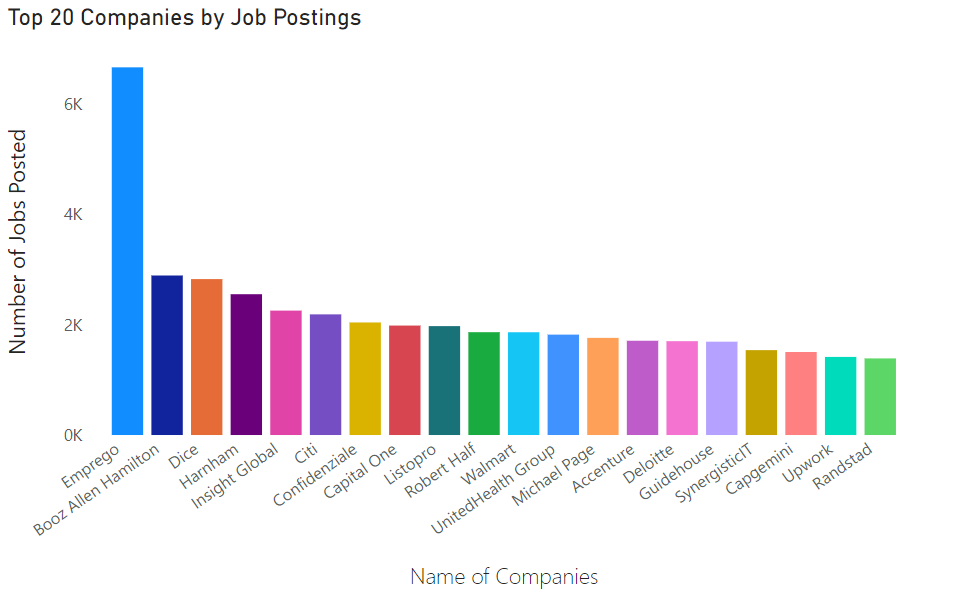 Top 20 Companies by Job Postings
Number of Jobs Posted
6K
4K
2K
0K
Emprego
Booz Allen Hamilton
Dice
Harnham
Insight Global
Citi
Confidenziale
Capital One
Listopro
Robert Half
Walmart
UnitedHealth Group
Michael Page
Accenture
Deloitte
Guidehouse
SynergisticIT
Capgemini
Upwork
Randstad
Name of Companies